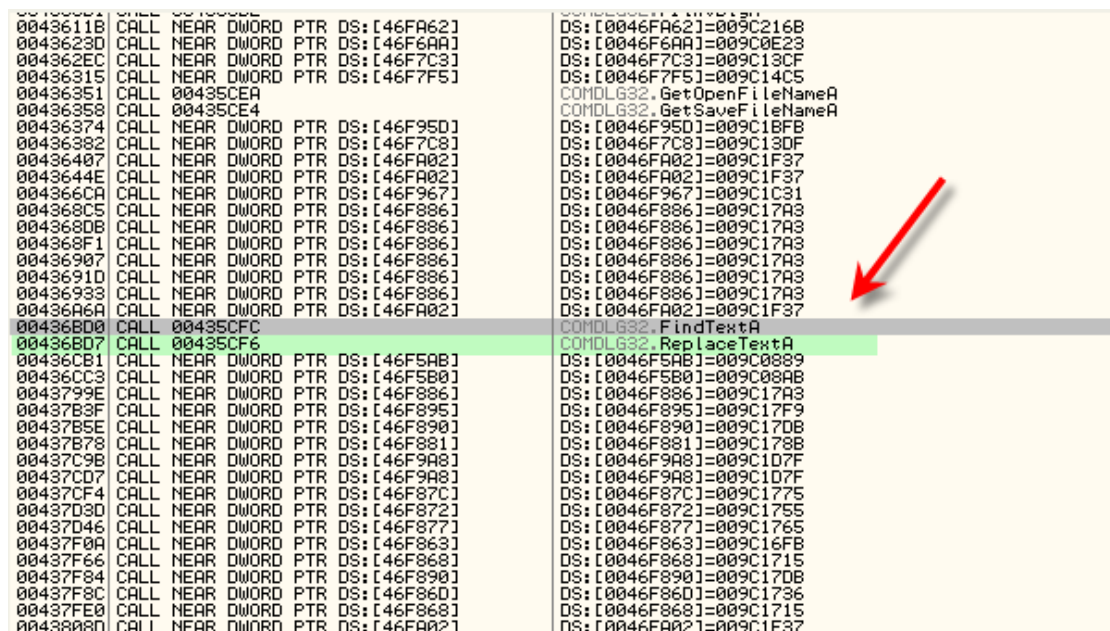 0043611B CALL NEAR DWORD PTR DS:[46FA62] DS:[0046FA62]=009C216B
0043623D CALL NEAR DWORD PTR DS:[46F6AA] DS:[0046F6AA]=009C0E23
004362EC CALL NEAR DWORD PTR DS:[46F7C3] DS:[0046F7C3]=009C13CF
00436315 CALL NEAR DWORD PTR DS:[46F7F5] DS:[0046F7F5]=009C14C5
00436351 CALL 00435CEA COMDLG32.GetOpenFileNameA
00436358 CALL 00435CE4 COMDLG32.GetSaveFileNameA
00436374 CALL NEAR DWORD PTR DS:[46F95D] DS:[0046F95D]=009C1BFB
00436382 CALL NEAR DWORD PTR DS:[46F7C8] DS:[0046F7C8]=009C13DF
00436407 CALL NEAR DWORD PTR DS:[46FA02] DS:[0046FA02]=009C1F37
0043644E CALL NEAR DWORD PTR DS:[46FA02] DS:[0046FA02]=009C1F37
004366CA CALL NEAR DWORD PTR DS:[46F967] DS:[0046F967]=009C1C31
004368C5 CALL NEAR DWORD PTR DS:[46F886] DS:[0046F886]=009C17A3
004368DB CALL NEAR DWORD PTR DS:[46F886] DS:[0046F886]=009C17A3
004368F1 CALL NEAR DWORD PTR DS:[46F886] DS:[0046F886]=009C17A3
00436907 CALL NEAR DWORD PTR DS:[46F886] DS:[0046F886]=009C17A3
0043691D CALL NEAR DWORD PTR DS:[46F886] DS:[0046F886]=009C17A3
00436933 CALL NEAR DWORD PTR DS:[46F886] DS:[0046F886]=009C17A3
00436A6A CALL NEAR DWORD PTR DS:[46FA02] DS:[0046FA02]=009C1F37
00436BD0 CALL 00435CFC COMDLG32.FindTextA
00436BD7 CALL 00435CF6 COMDLG32.ReplaceTextA
00436CB1 CALL NEAR DWORD PTR DS:[46F5AB] DS:[0046F5AB]=009C0889
00436CC3 CALL NEAR DWORD PTR DS:[46F5B0] DS:[0046F5B0]=009C08AB
0043799E CALL NEAR DWORD PTR DS:[46F886] DS:[0046F886]=009C17A3
00437B3F CALL NEAR DWORD PTR DS:[46F895] DS:[0046F895]=009C17F9
00437B5E CALL NEAR DWORD PTR DS:[46F890] DS:[0046F890]=009C17DB
00437B78 CALL NEAR DWORD PTR DS:[46F881] DS:[0046F881]=009C178B
00437C9B CALL NEAR DWORD PTR DS:[46F9A8] DS:[0046F9A8]=009C1D7F
00437CD7 CALL NEAR DWORD PTR DS:[46F9A8] DS:[0046F9A8]=009C1D7F
00437CF4 CALL NEAR DWORD PTR DS:[46F87C] DS:[0046F87C]=009C1775
00437D3D CALL NEAR DWORD PTR DS:[46F872] DS:[0046F872]=009C1755
00437D46 CALL NEAR DWORD PTR DS:[46F877] DS:[0046F877]=009C1765
00437F0A CALL NEAR DWORD PTR DS:[46F863] DS:[0046F863]=009C16FB
00437F66 CALL NEAR DWORD PTR DS:[46F868] DS:[0046F868]=009C1715
00437F84 CALL NEAR DWORD PTR DS:[46F890] DS:[0046F890]=009C17DB
00437F8C CALL NEAR DWORD PTR DS:[46F86D] DS:[0046F86D]=009C1736
00437FE0 CALL NEAR DWORD PTR DS:[46F868] DS:[0046F868]=009C1715
0043808D CALL NEAR DWORD PTR DS:[46FA02] DS:[0046FA02]=009C1F37